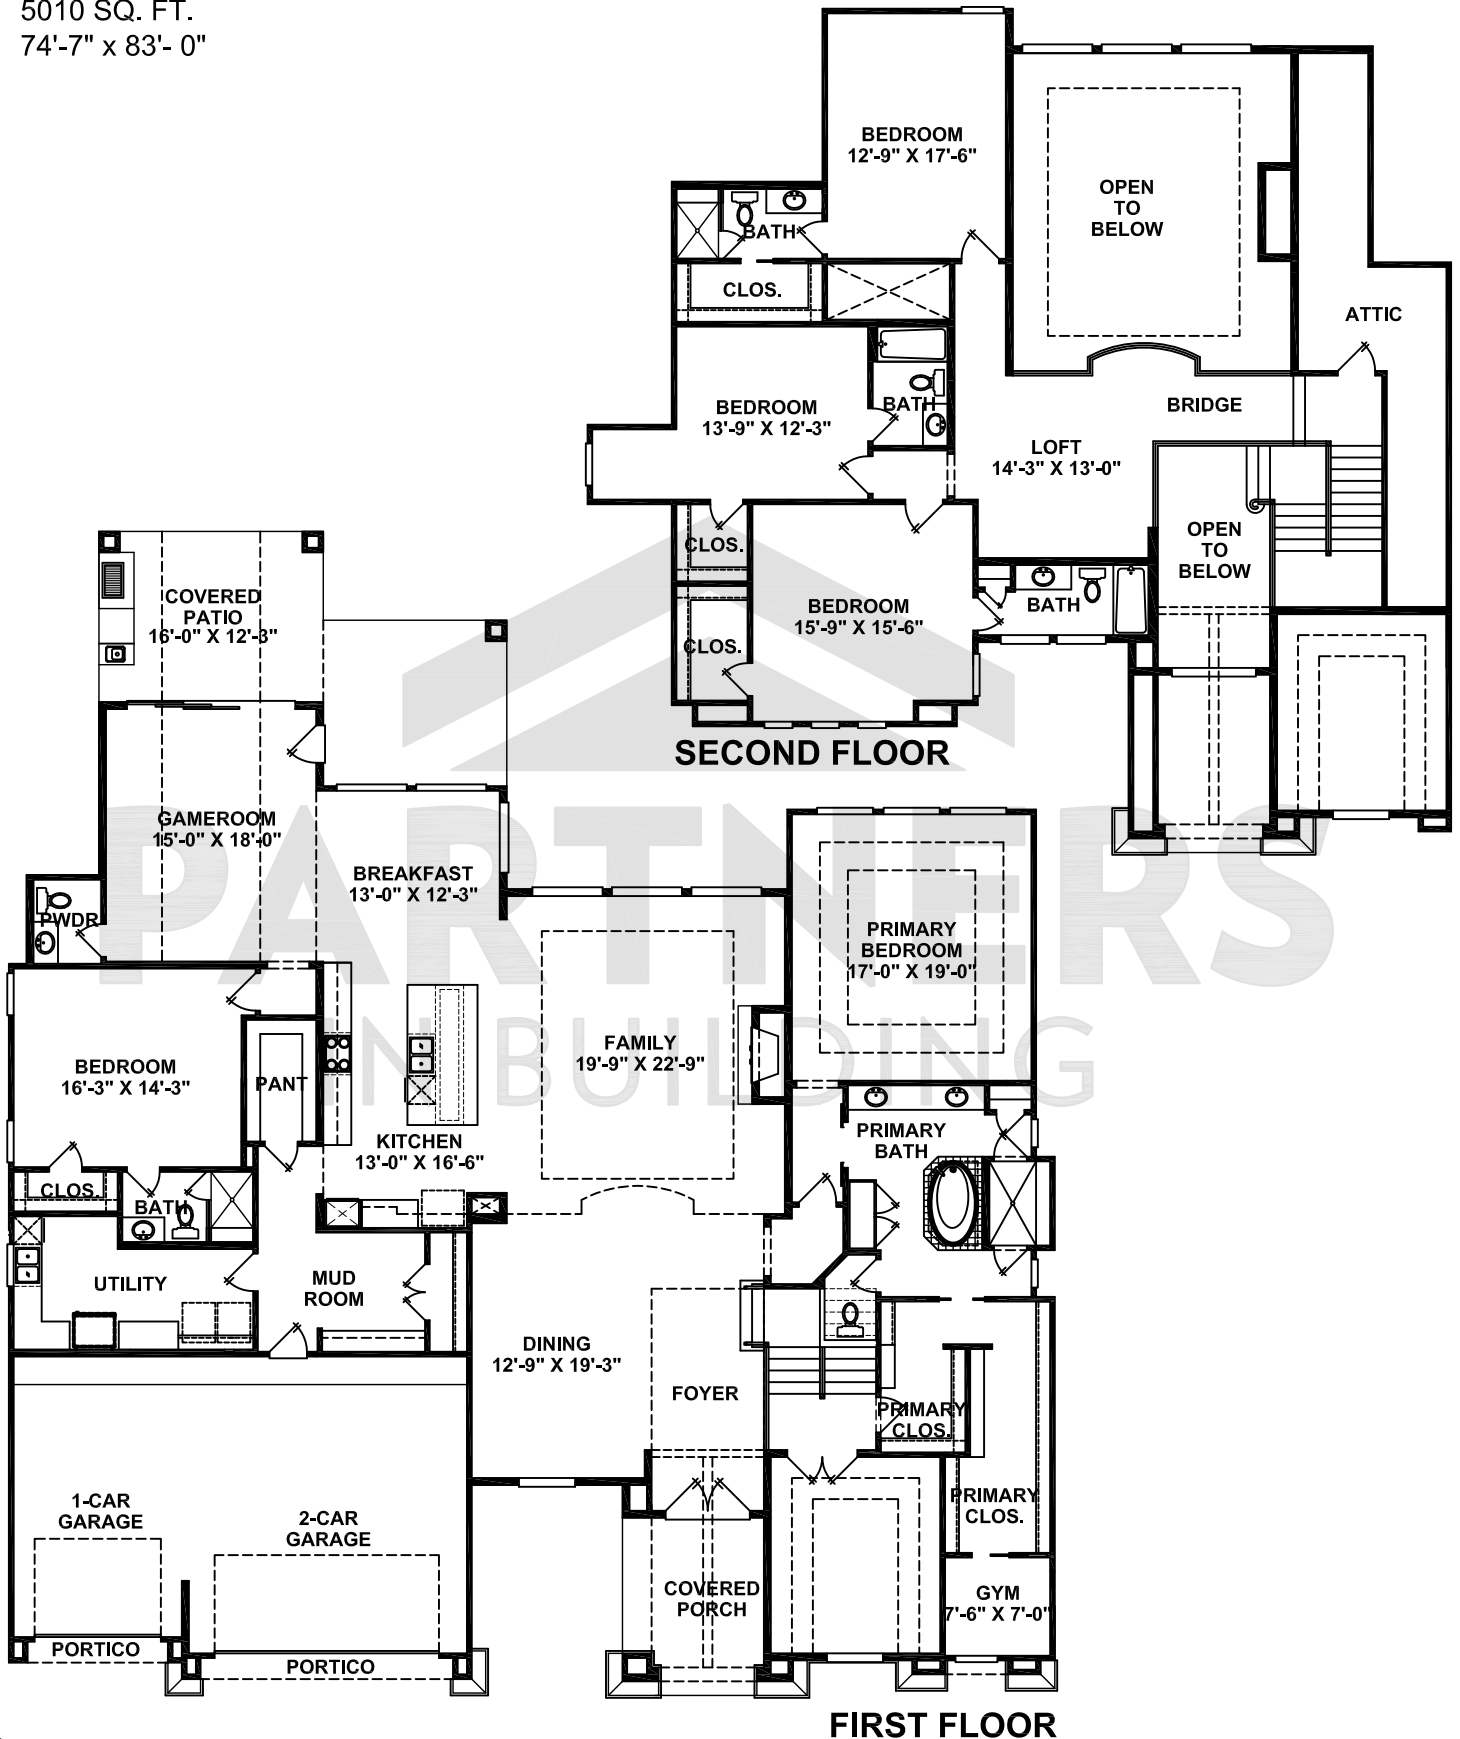 5010 SQ. FT.
74'-7" x 83'- 0"
BEDROOM
12'-9" X 17'-6"
OPEN
TO
BELOW
BATH
CLOS.
ATTIC
BEDROOM
13'-9" X 12'-3"
BATH
BRIDGE
LOFT
14'-3" X 13'-0"
CLOS.
OPEN
TO
BELOW
BEDROOM
15'-9" X 15'-6"
BATH
CLOS.
SECOND FLOOR
COVERED
PATIO
16'-0" X 12'-3"
GAMEROOM
15'-0" X 18'-0"
BREAKFAST
13'-0" X 12'-3"
PWDR
PARTNERS
IN BUILDING
PRIMARY
BEDROOM
17'-0" X 19'-0"
FAMILY
19'-9" X 22'-9"
BEDROOM
16'-3" X 14'-3"
PANT
KITCHEN
13'-0" X 16'-6"
PRIMARY
BATH
CLOS.
BATH
UTILITY
MUD
ROOM
DINING
12'-9" X 19'-3"
FOYER
PRIMARY
CLOS.
PRIMARY
CLOS.
1-CAR
GARAGE
2-CAR
GARAGE
COVERED
PORCH
GYM
7'-6" X 7'-0"
PORTICO
PORTICO
FIRST FLOOR